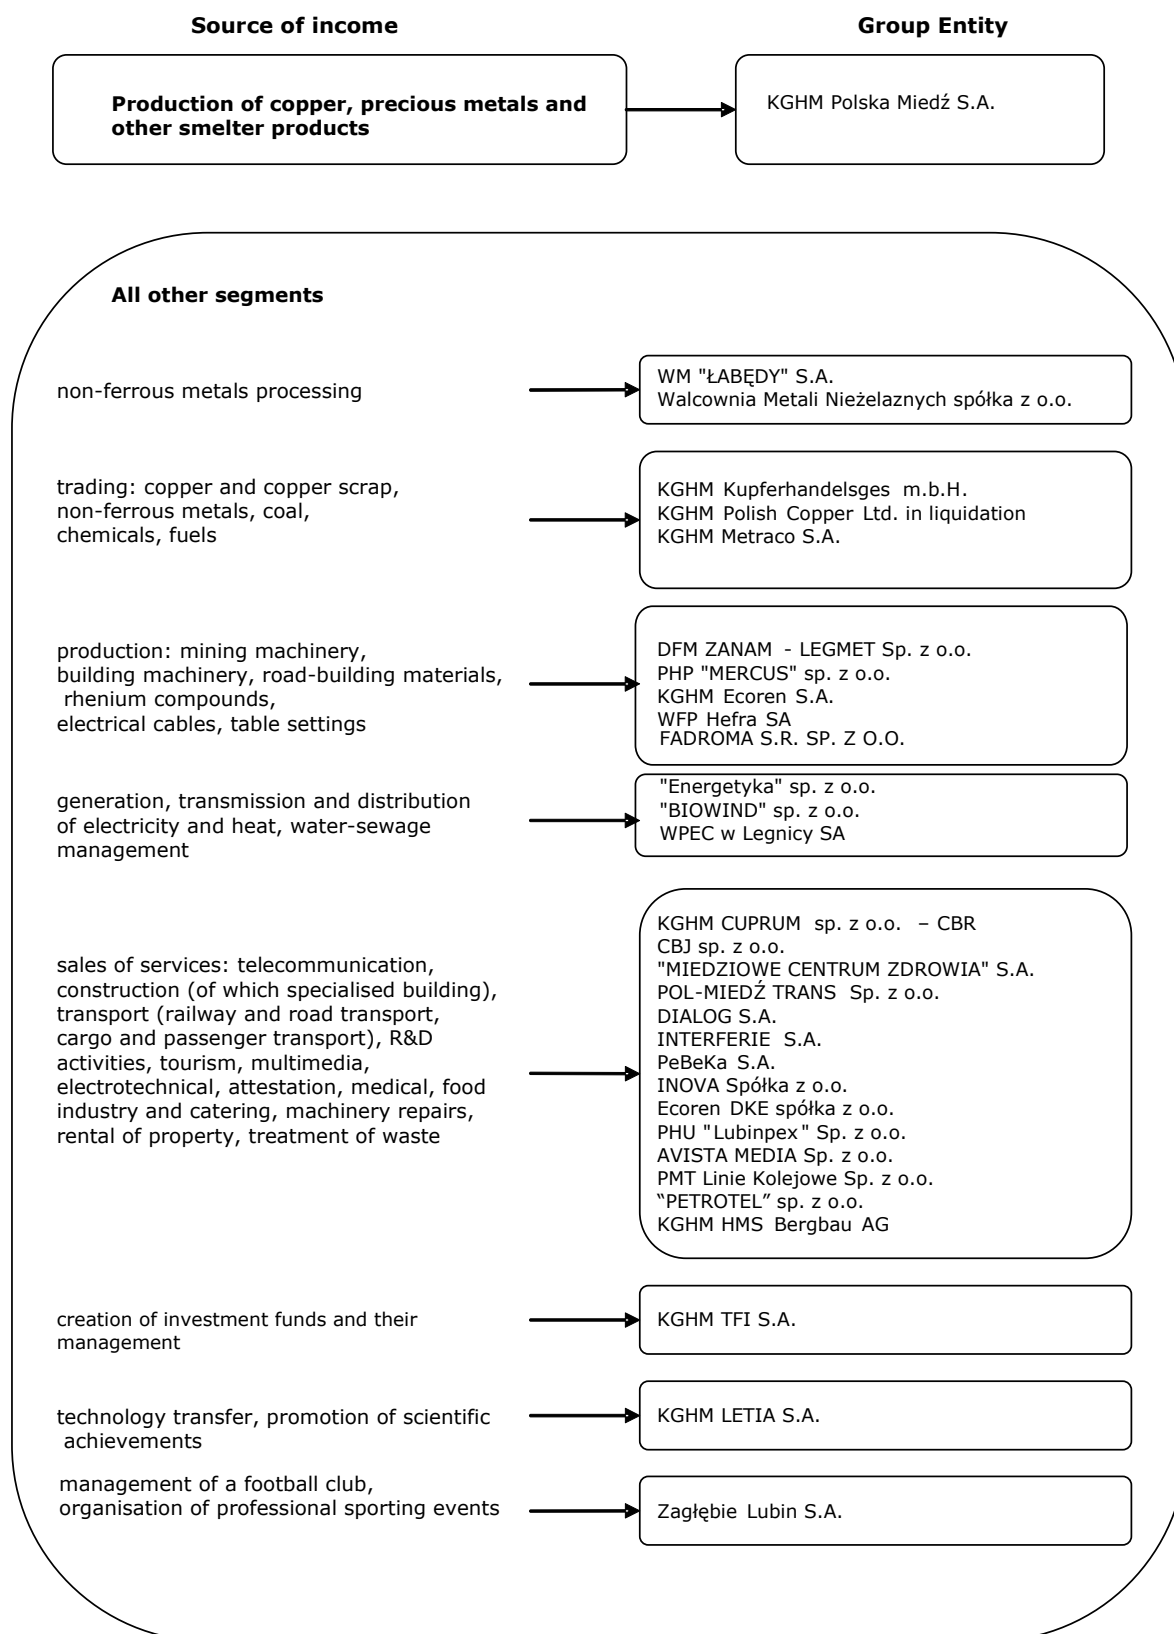 Source of income
Group Entity
Production of copper, precious metals and
other smelter products
KGHM Polska Miedź S.A.
All other segments
non-ferrous metals processing
WM "ŁABĘDY" S.A.
Walcownia Metali Nieżelaznych spółka z o.o.
trading: copper and copper scrap,
non-ferrous metals, coal,
chemicals, fuels
KGHM Kupferhandelsges m.b.H.
KGHM Polish Copper Ltd. in liquidation
KGHM Metraco S.A.
production: mining machinery,
building machinery, road-building materials,
rhenium compounds,
electrical cables, table settings
DFM ZANAM - LEGMET Sp. z o.o.
PHP "MERCUS" sp. z o.o.
KGHM Ecoren S.A.
WFP Hefra SA
FADROMA S.R. SP. Z O.O.
generation, transmission and distribution
of electricity and heat, water-sewage
management
"Energetyka" sp. z o.o.
"BIOWIND" sp. z o.o.
WPEC w Legnicy SA
sales of services: telecommunication,
construction (of which specialised building),
transport (railway and road transport,
cargo and passenger transport), R&D
activities, tourism, multimedia,
electrotechnical, attestation, medical, food
industry and catering, machinery repairs,
rental of property, treatment of waste
KGHM CUPRUM sp. z o.o. – CBR
CBJ sp. z o.o.
"MIEDZIOWE CENTRUM ZDROWIA" S.A.
POL-MIEDŹ TRANS Sp. z o.o.
DIALOG S.A.
INTERFERIE S.A.
PeBeKa S.A.
INOVA Spółka z o.o.
Ecoren DKE spółka z o.o.
PHU "Lubinpex" Sp. z o.o.
AVISTA MEDIA Sp. z o.o.
PMT Linie Kolejowe Sp. z o.o.
“PETROTEL” sp. z o.o.
KGHM HMS Bergbau AG
creation of investment funds and their
management
KGHM TFI S.A.
technology transfer, promotion of scientific
achievements
KGHM LETIA S.A.
management of a football club,
organisation of professional sporting events
Zagłębie Lubin S.A.